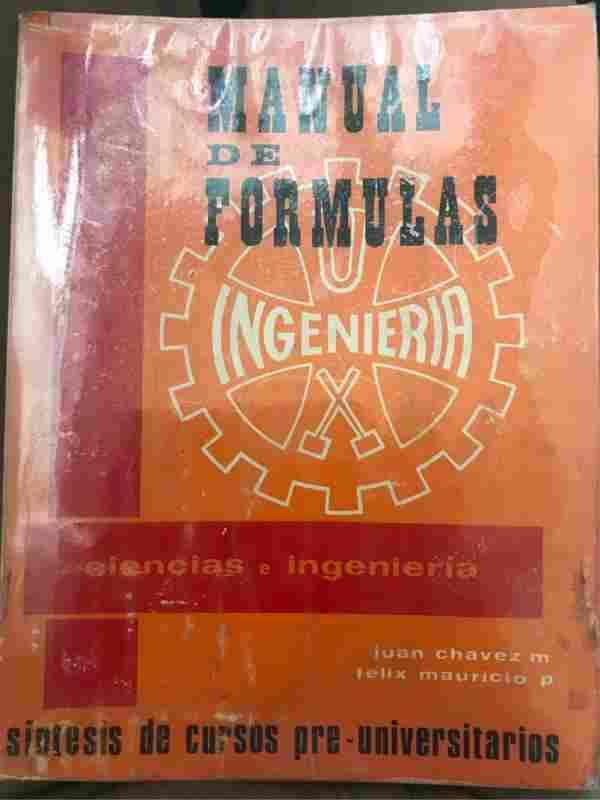 MANUAL
DE
FORMULAS
U
INGENIERIA
ciencias e ingenieria
juan chavez m
felix mauricio p
síntesis de cursos pre-universitarios